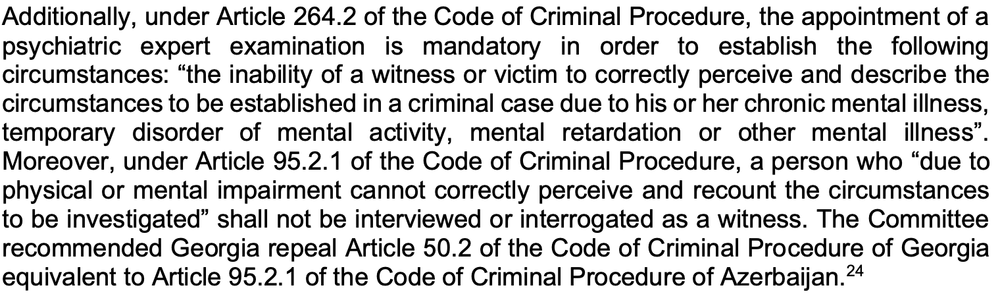 Additionally, under Article 264.2 of the Code of Criminal Procedure, the appointment of a
psychiatric expert examination is mandatory in order to establish the following
circumstances: “the inability of a witness or victim to correctly perceive and describe the
circumstances to be established in a criminal case due to his or her chronic mental illness,
temporary disorder of mental activity, mental retardation or other mental illness”.
Moreover, under Article 95.2.1 of the Code of Criminal Procedure, a person who “due to
physical or mental impairment cannot correctly perceive and recount the circumstances
to be investigated” shall not be interviewed or interrogated as a witness. The Committee
recommended Georgia repeal Article 50.2 of the Code of Criminal Procedure of Georgia
equivalent to Article 95.2.1 of the Code of Criminal Procedure of Azerbaijan.24